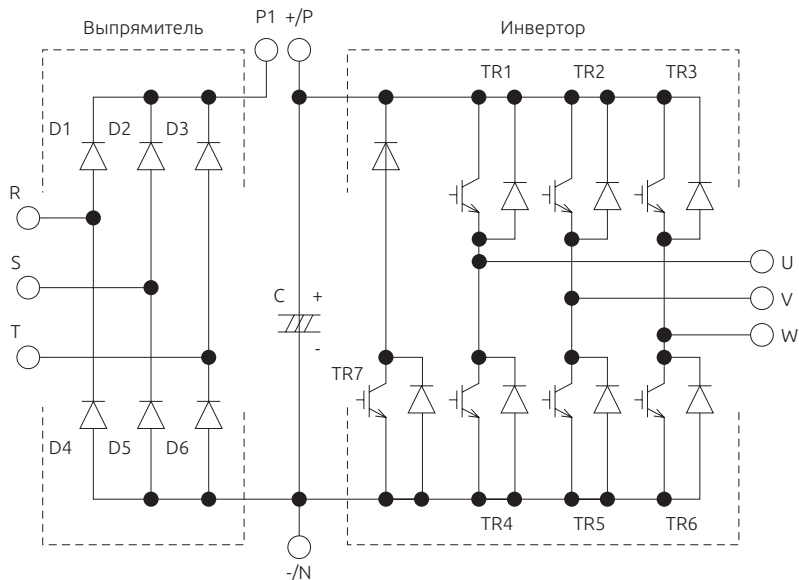 Выпрямитель P1 +/P Инвертор
TR1 TR2 TR3
D1 D2 D3
R
S
T
C +
-
U
V
W
TR7
D4 D5 D6
TR4 TR5 TR6
-/N